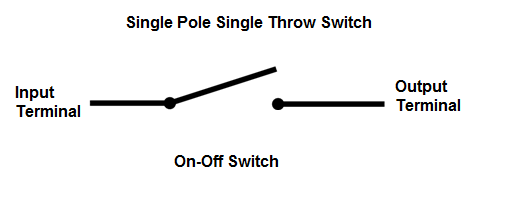 Single Pole Single Throw Switch
Input
Terminal
Output
Terminal
On-Off Switch